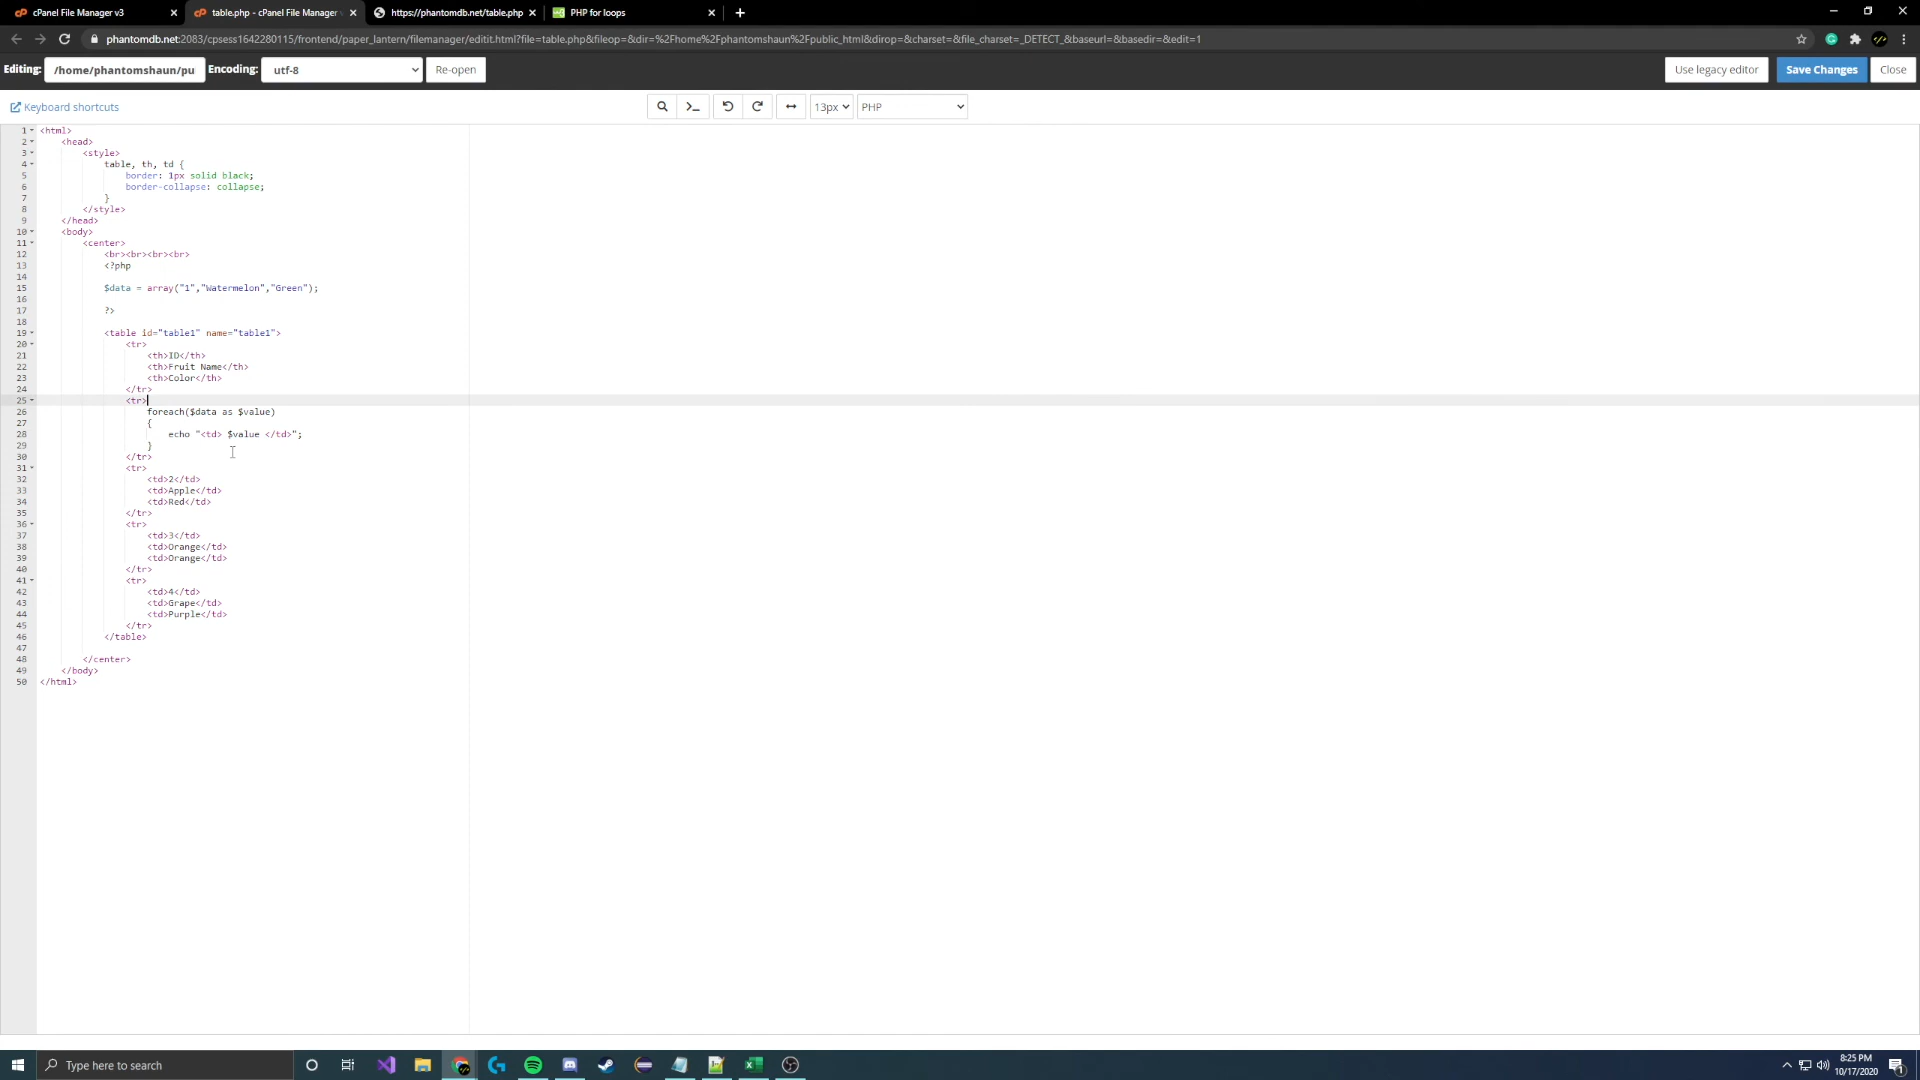 cPanel File Manager v3
table.php - cPanel File Manager
https://phantomdb.net/table.php
PHP for loops
phantomdb.net:2083/cpsess1642280115/frontend/paper_lantern/filemanager/editit.html?file=table.php&fileop=&dir=%2Fhome%2Fphantomshaun%2Fpublic_html&dirop=&charset=&file_charset=_DETECT_&baseurl=&basedir=&edit=1
Editing: /home/phantomshaun/pu Encoding: utf-8 Re-open Use legacy editor Save Changes Close
Keyboard shortcuts 13px PHP
1 <html>
2 <head>
3 <style>
4 table, th, td {
5 border: 1px solid black;
6 border-collapse: collapse;
7 }
8 </style>
9 </head>
10 <body>
11 <center>
12 <br><br><br><br>
13 <?php
14
15 $data = array("1","Watermelon","Green");
16
17 ?>
18
19 <table id="table1" name="table1">
20 <tr>
21 <th>ID</th>
22 <th>Fruit Name</th>
23 <th>Color</th>
24 </tr>
25 <tr>
26 foreach($data as $value)
27 {
28 echo "<td> $value </td>";
29 }
30 </tr>
31 <tr>
32 <td>2</td>
33 <td>Apple</td>
34 <td>Red</td>
35 </tr>
36 <tr>
37 <td>3</td>
38 <td>Orange</td>
39 <td>Orange</td>
40 </tr>
41 <tr>
42 <td>4</td>
43 <td>Grape</td>
44 <td>Purple</td>
45 </tr>
46 </table>
47
48 </center>
49 </body>
50 </html>
Type here to search
8:25 PM
10/17/2020